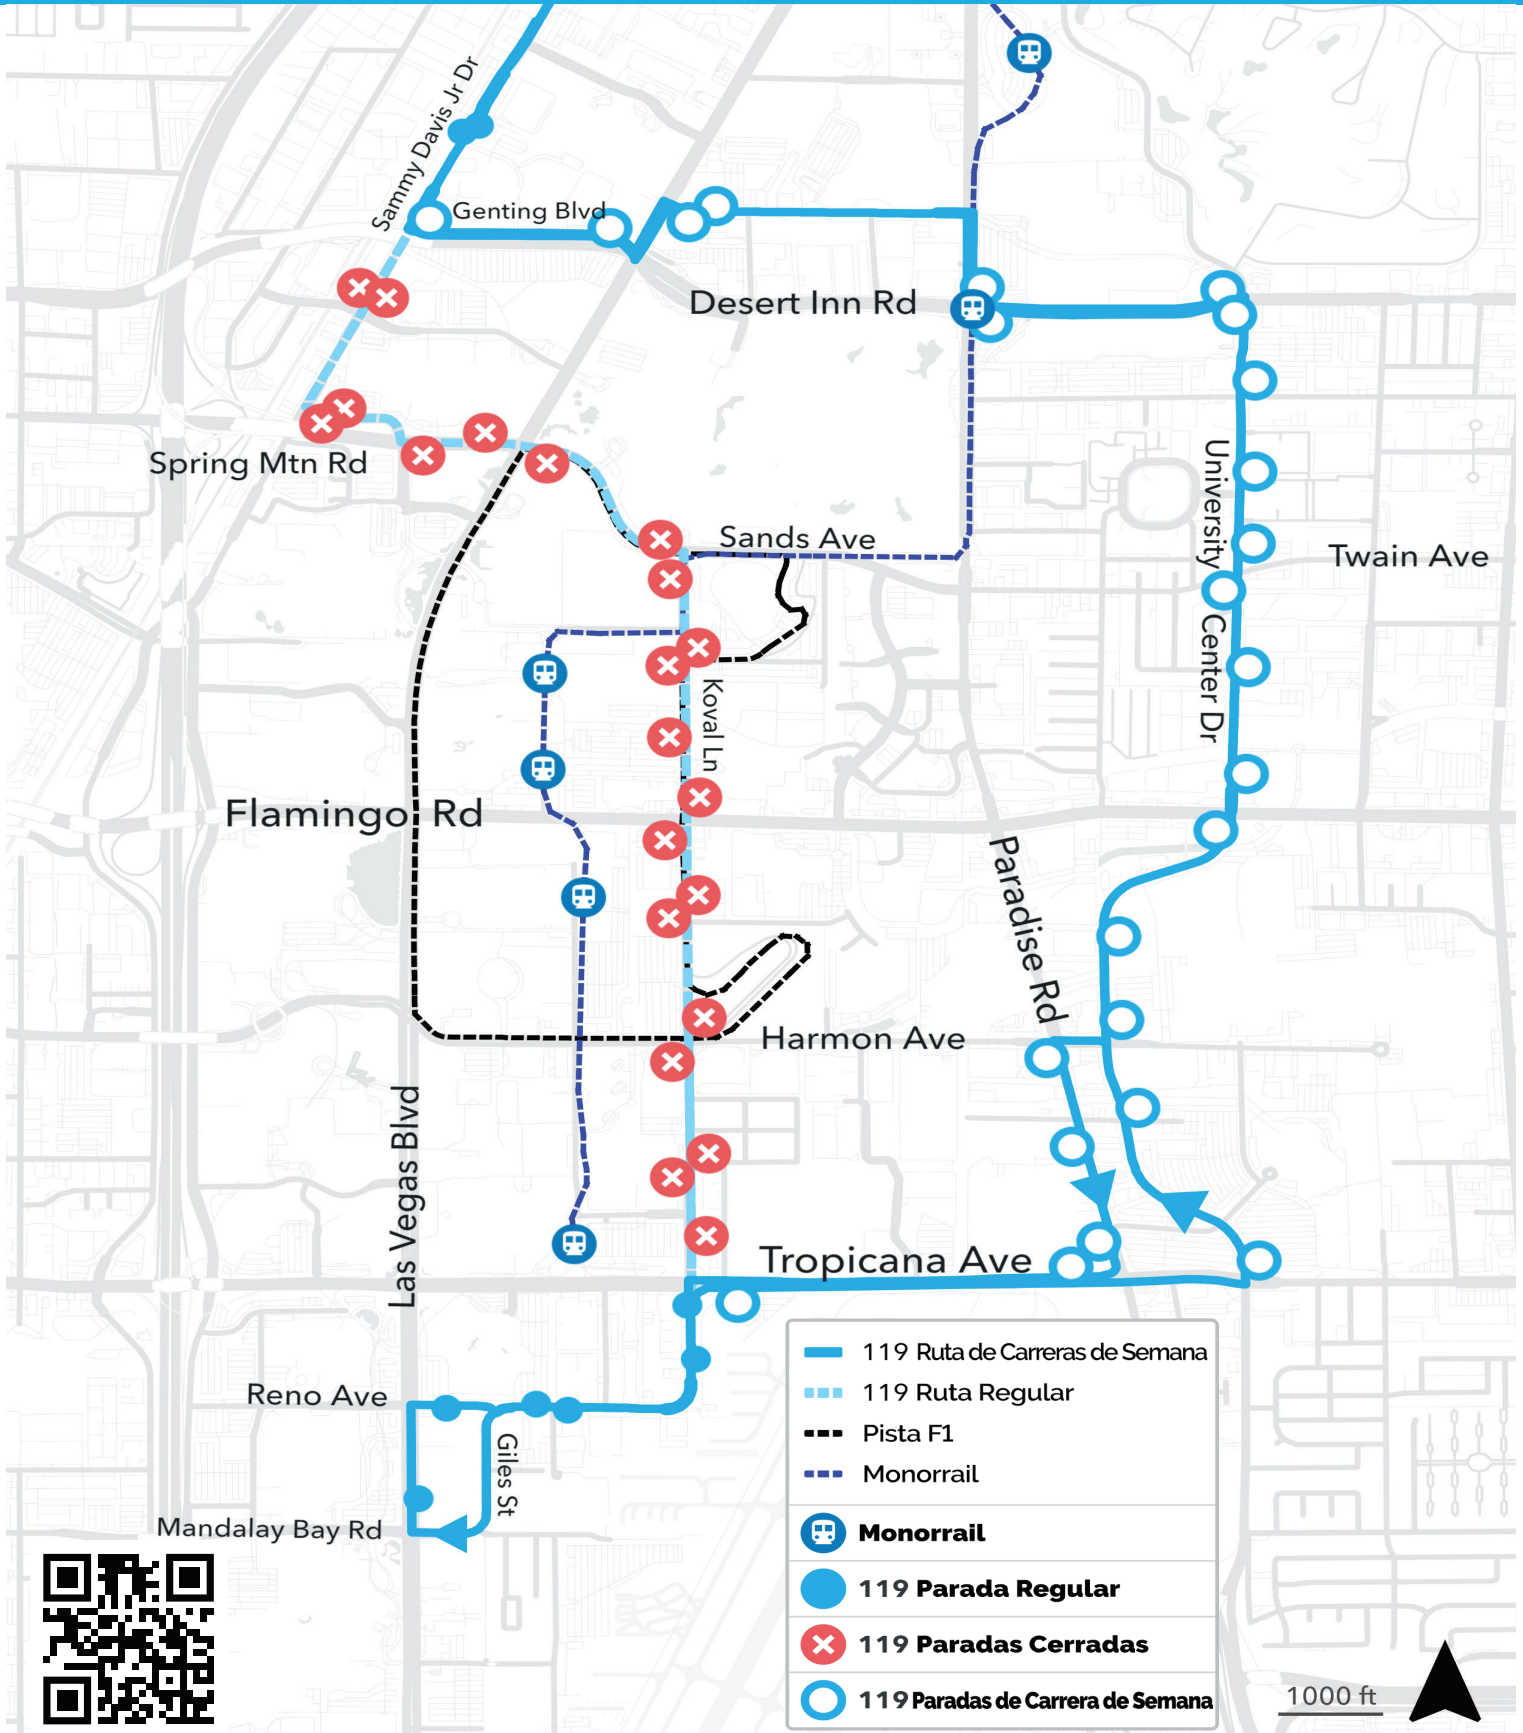 Sammy Davis Jr Dr
Genting Blvd
Desert Inn Rd
Spring Mtn Rd
Sands Ave
University Center Dr
Twain Ave
Koval Ln
Flamingo Rd
Paradise Rd
Harmon Ave
Las Vegas Blvd
Tropicana Ave
Reno Ave
Giles St
Mandalay Bay Rd
119 Ruta de Carreras de Semana
119 Ruta Regular
Pista F1
Monorrail
Monorrail
119 Parada Regular
119 Paradas Cerradas
119 Paradas de Carrera de Semana
1000 ft